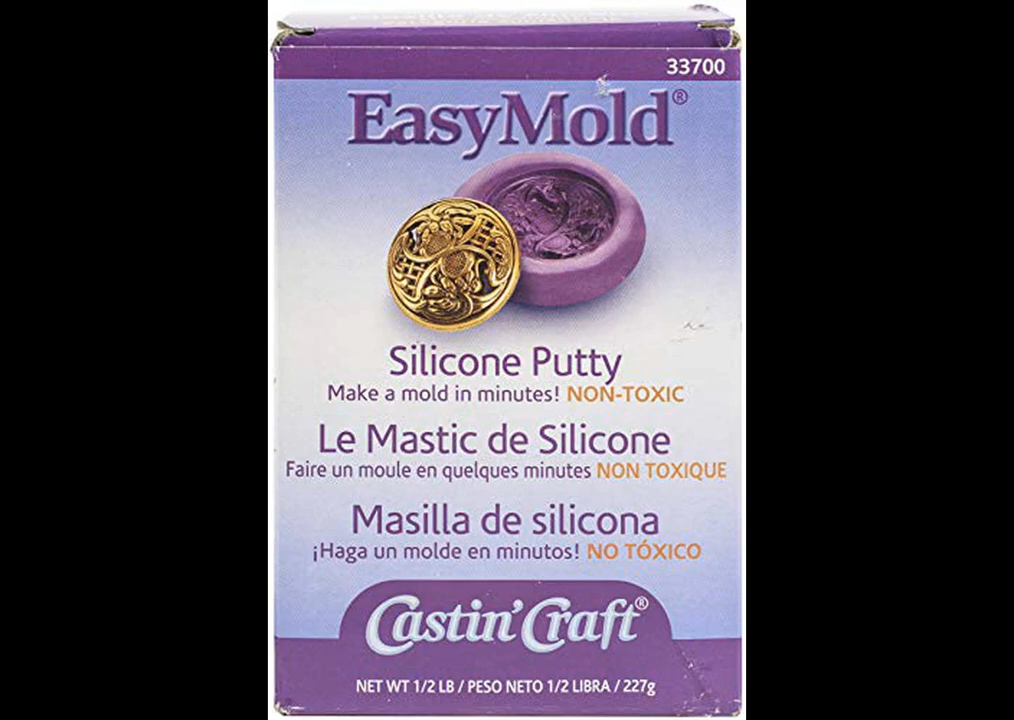 33700
EasyMold®
Silicone Putty
Make a mold in minutes! NON-TOXIC
Le Mastic de Silicone
Faire un moule en quelques minutes NON TOXIQUE
Masilla de silicona
¡Haga un molde en minutos! NO TÓXICO
Castin' Craft®
NET WT 1/2 LB / PESO NETO 1/2 LIBRA / 227g